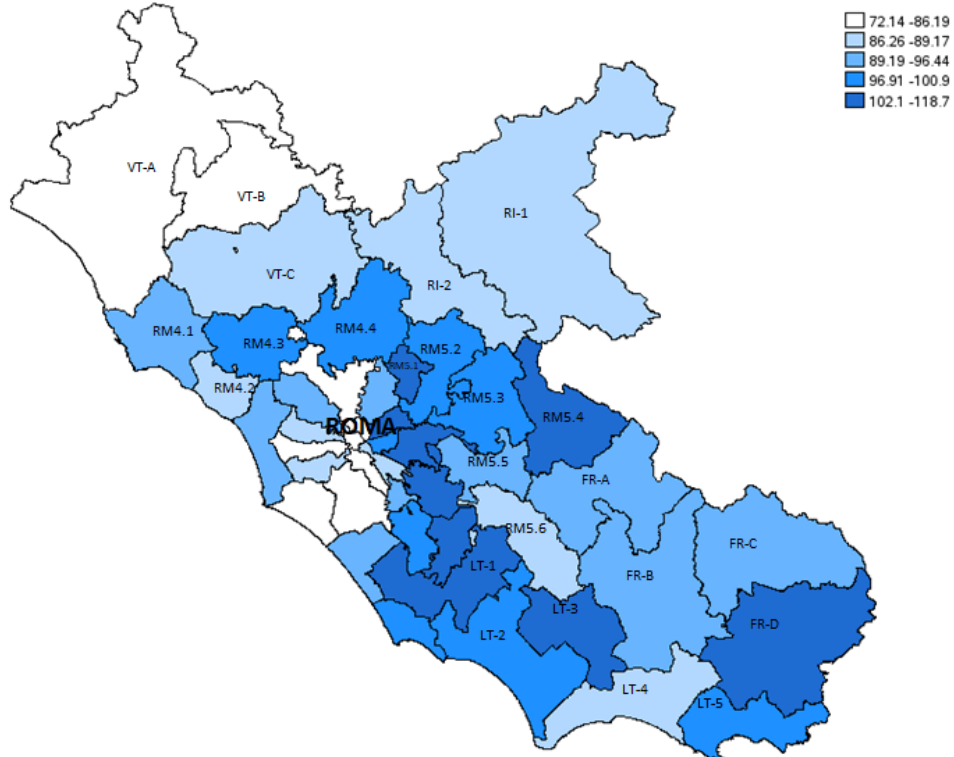 72.14 -86.19
86.26 -89.17
89.19 -96.44
96.91 -100.9
102.1 -118.7
VT-A
VT-B
RI-1
VT-C
RI-2
RM4.1
RM4.3
RM4.4
RM5.2
RM5.1
RM4.2
RM5.3
RM5.4
ROMA
RM5.5
FR-A
RM5.6
FR-C
LT-1
FR-B
LT-3
FR-D
LT-2
LT-4
LT-5